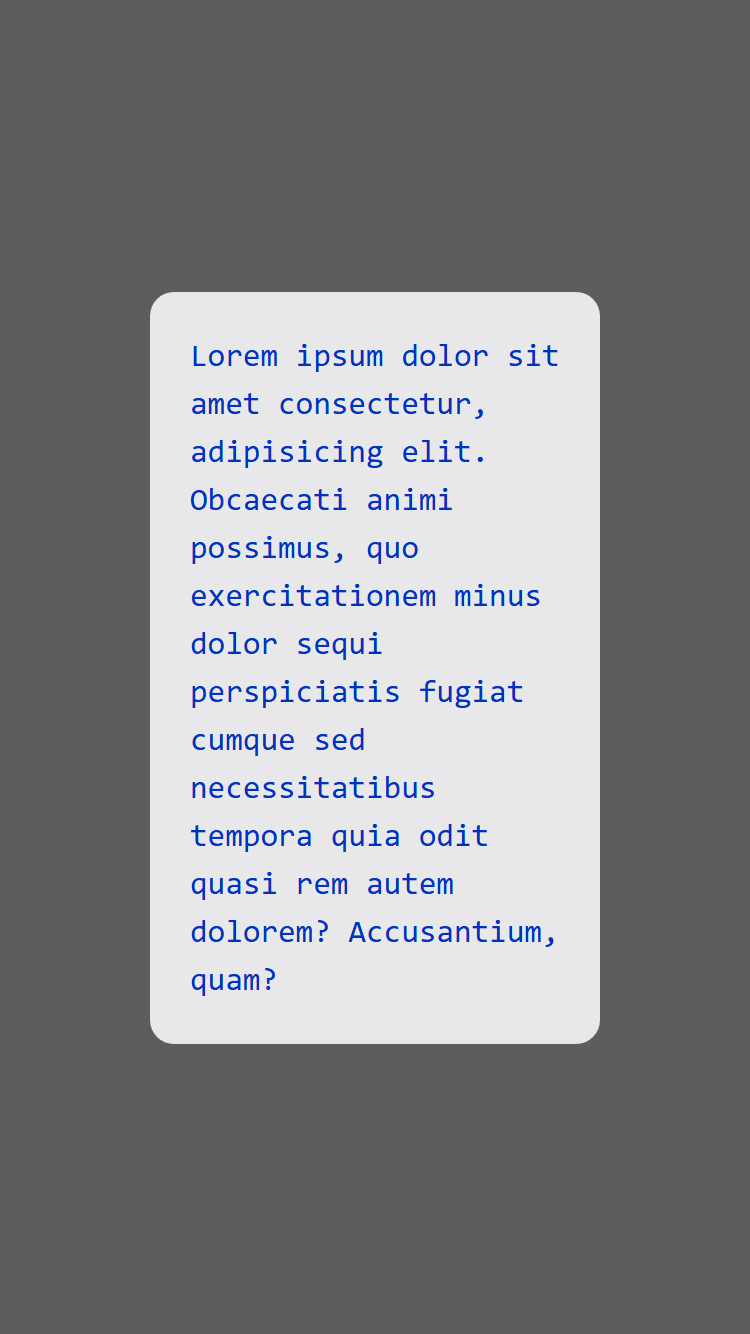 Lorem ipsum dolor sit
amet consectetur,
adipisicing elit.
Obcaecati animi
possimus, quo
exercitationem minus
dolor sequi
perspiciatis fugiat
cumque sed
necessitatibus
tempora quia odit
quasi rem autem
dolorem? Accusantium,
quam?